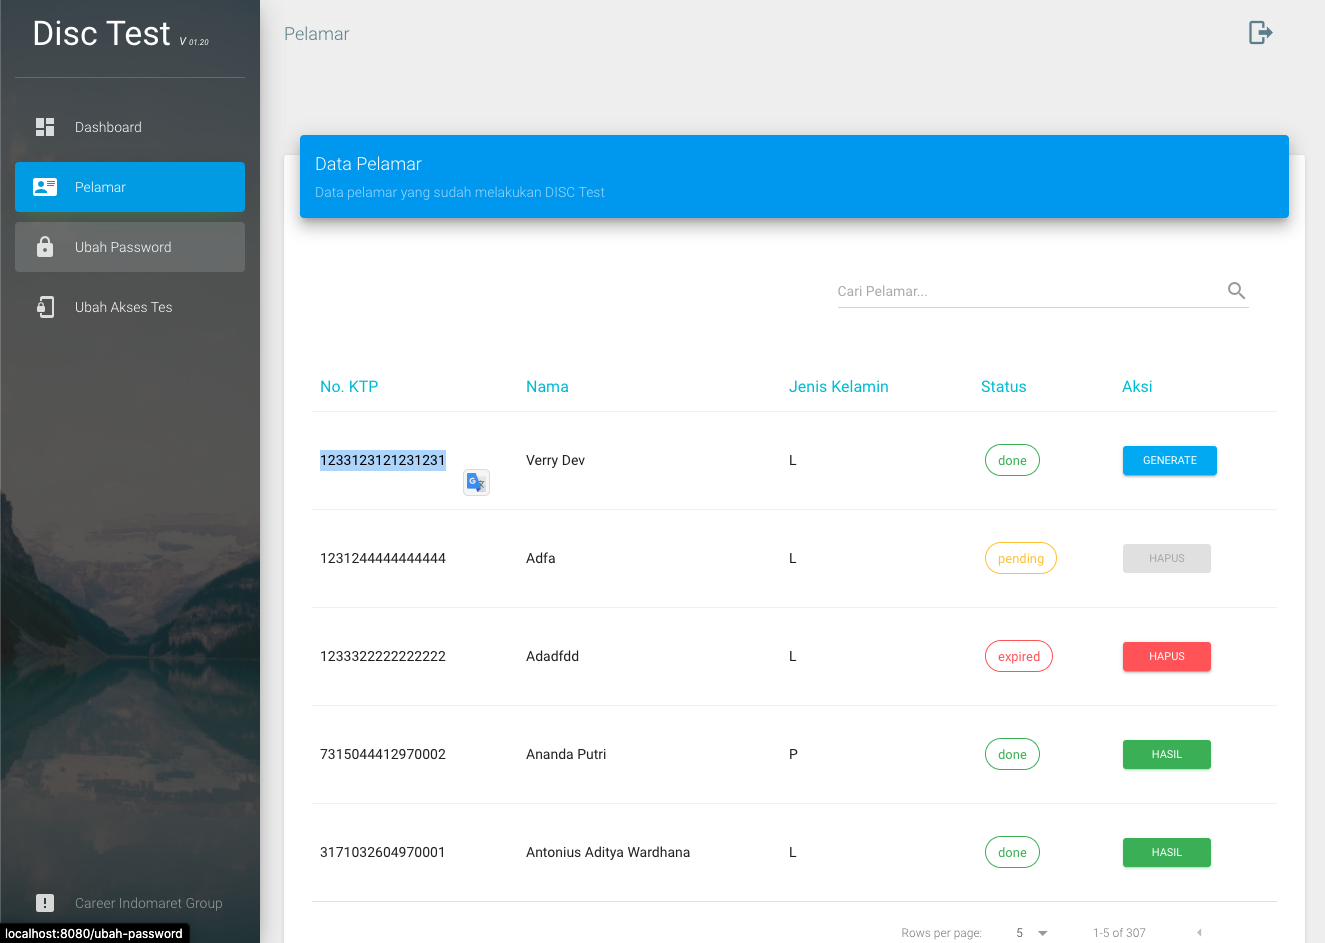 Disc Test V 01.20
Pelamar
Dashboard
Pelamar
Ubah Password
Ubah Akses Tes
Data Pelamar
Data pelamar yang sudah melakukan DISC Test
Cari Pelamar...
No. KTP Nama Jenis Kelamin Status Aksi
1233123121231231 Verry Dev L done GENERATE
1231244444444444 Adfa L pending HAPUS
1233322222222222 Adadfdd L expired HAPUS
7315044412970002 Ananda Putri P done HASIL
3171032604970001 Antonius Aditya Wardhana L done HASIL
Rows per page: 5 1-5 of 307
Career Indomaret Group
localhost:8080/ubah-password